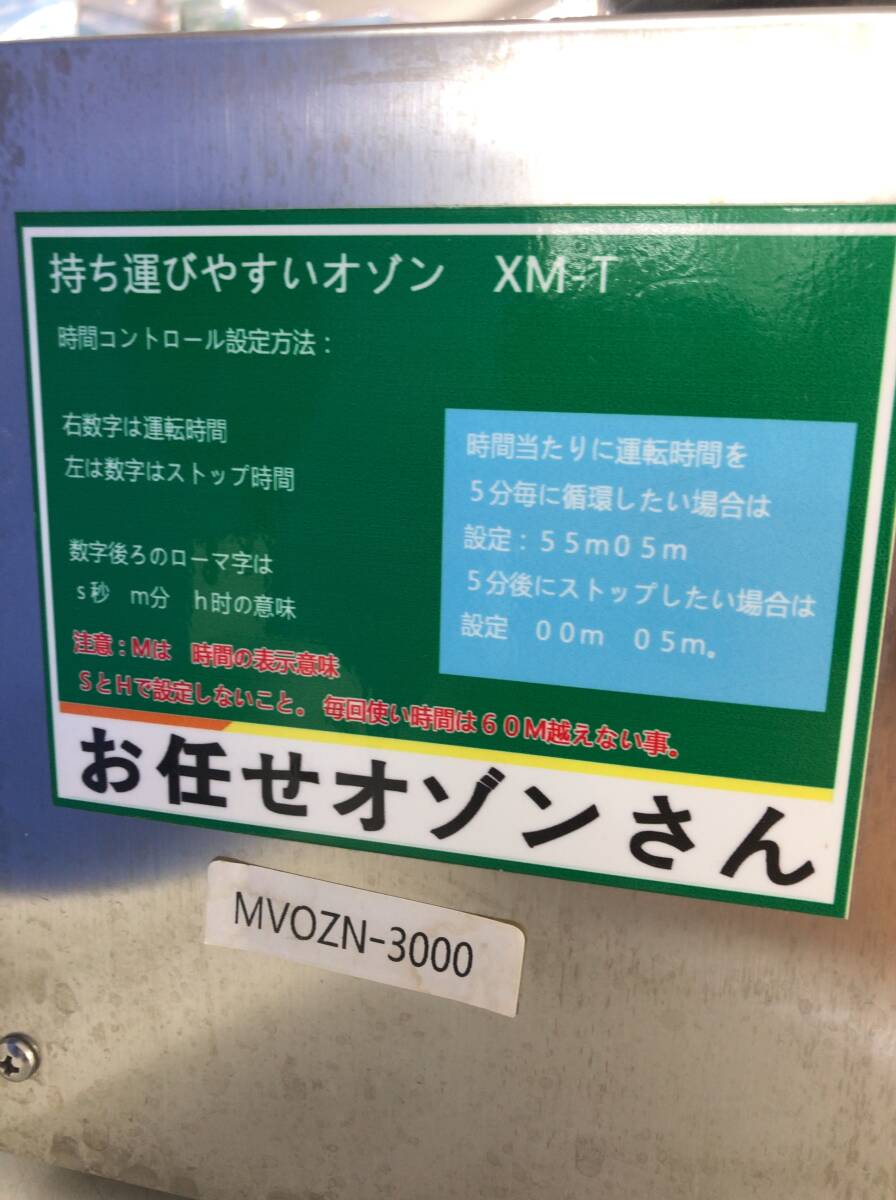 持ち運びやすいオゾン　XM-T
時間コントロール設定方法：
右数字は運転時間
左は数字はストップ時間
数字後ろのローマ字は
ｓ秒　ｍ分　ｈ时の意味
注意：Mは　時間の表示意味
ＳとＨで設定しないこと。毎回使い時間は６０Ｍ越えない事。
時間当たりに運転時間を
５分毎に循環したい場合は
設定：５５ｍ０５ｍ
５分後にストップしたい場合は
設定　００ｍ　０５ｍ。
お任せオゾンさん
MVOZN-3000